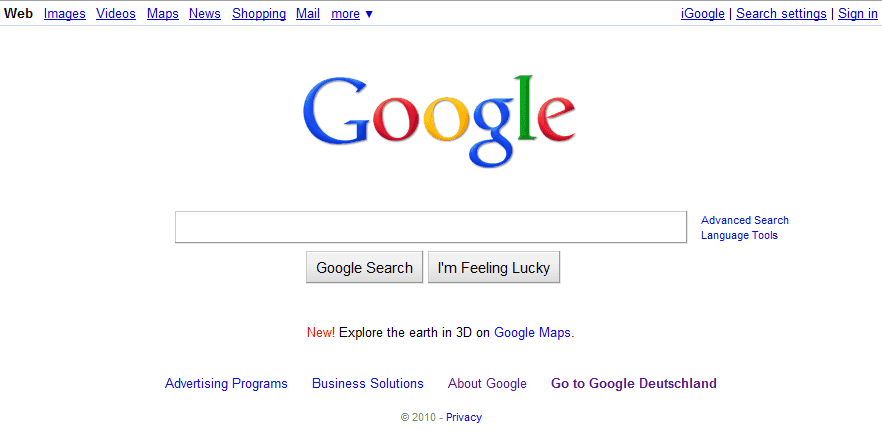 Web Images Videos Maps News Shopping Mail more ▼ iGoogle | Search settings | Sign in
Google
Advanced Search
Language Tools
Google Search I'm Feeling Lucky
New! Explore the earth in 3D on Google Maps.
Advertising Programs Business Solutions About Google Go to Google Deutschland
© 2010 - Privacy